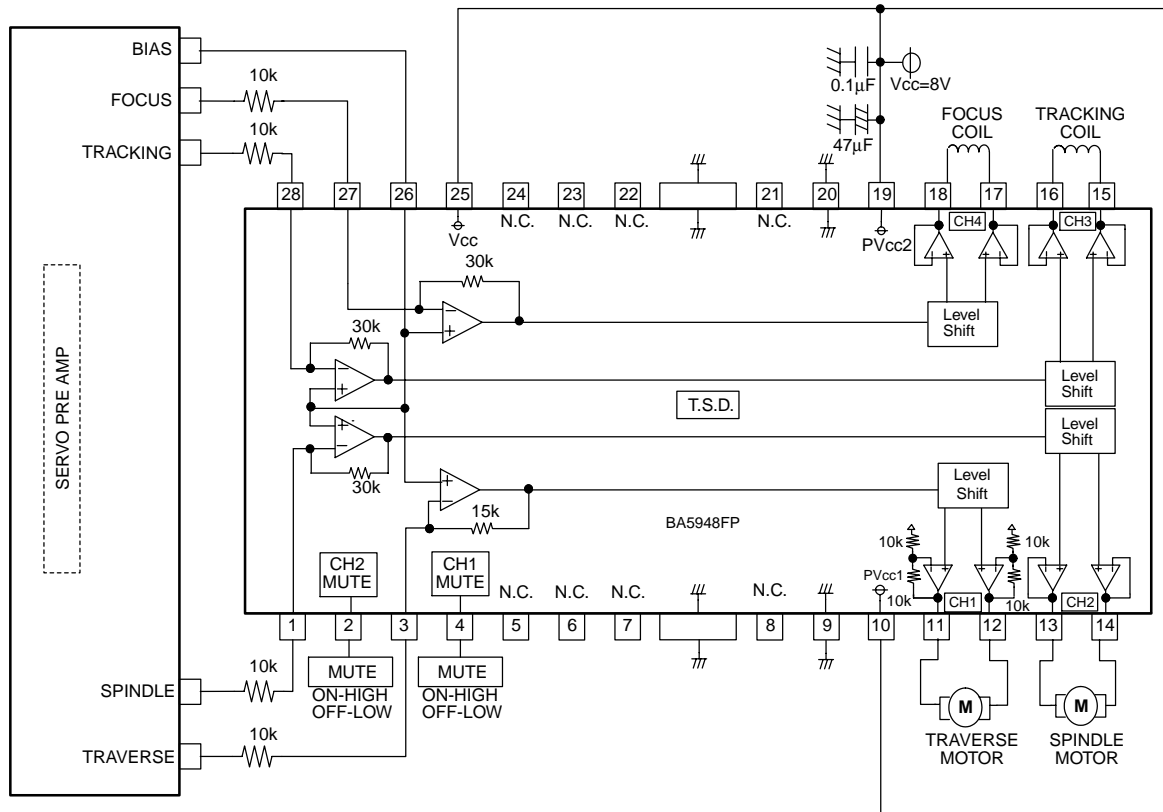 BIAS
FOCUS
TRACKING
SERVO PRE AMP
SPINDLE
TRAVERSE
10k
10k
0.1μF
Vcc=8V
47μF
FOCUS
COIL
TRACKING
COIL
28
27
26
25
24
23
22
21
20
19
18
17
16
15
Vcc
N.C.
N.C.
N.C.
N.C.
PVcc2
CH4
CH3
30k
Level
Shift
30k
Level
Shift
T.S.D.
Level
Shift
30k
Level
Shift
15k
BA5948FP
10k
10k
CH2
MUTE
CH1
MUTE
N.C.
N.C.
N.C.
N.C.
PVcc1
10k
CH1
10k
CH2
1
2
3
4
5
6
7
8
9
10
11
12
13
14
10k
MUTE
ON-HIGH
OFF-LOW
MUTE
ON-HIGH
OFF-LOW
10k
M
M
TRAVERSE
MOTOR
SPINDLE
MOTOR